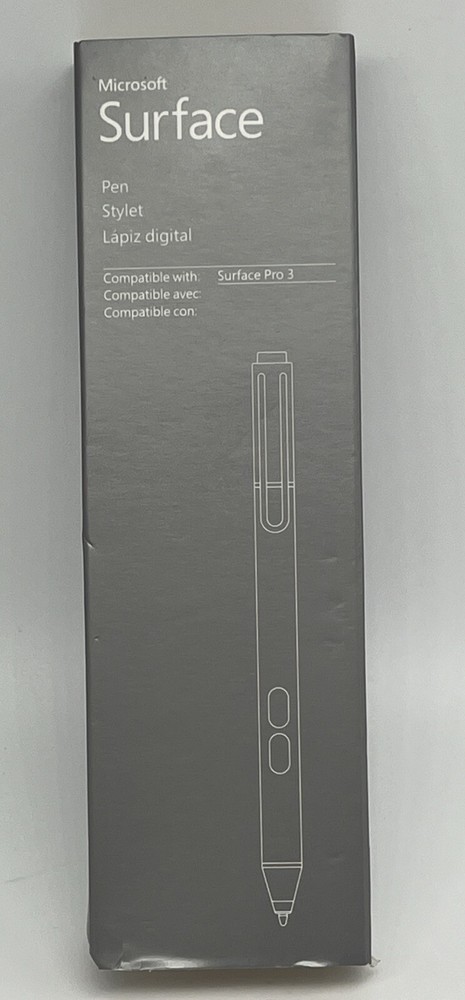 Microsoft
Surface
Pen
Stylet
Lápiz digital
Compatible with: Surface Pro 3
Compatible avec:
Compatible con: